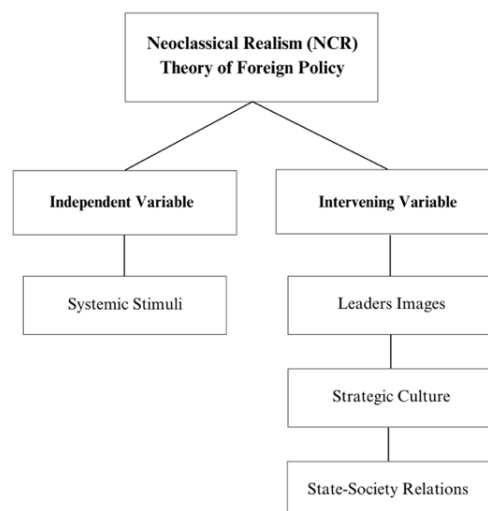 Neoclassical Realism (NCR)
Theory of Foreign Policy
Independent Variable
Intervening Variable
Systemic Stimuli
Leaders Images
Strategic Culture
State-Society Relations